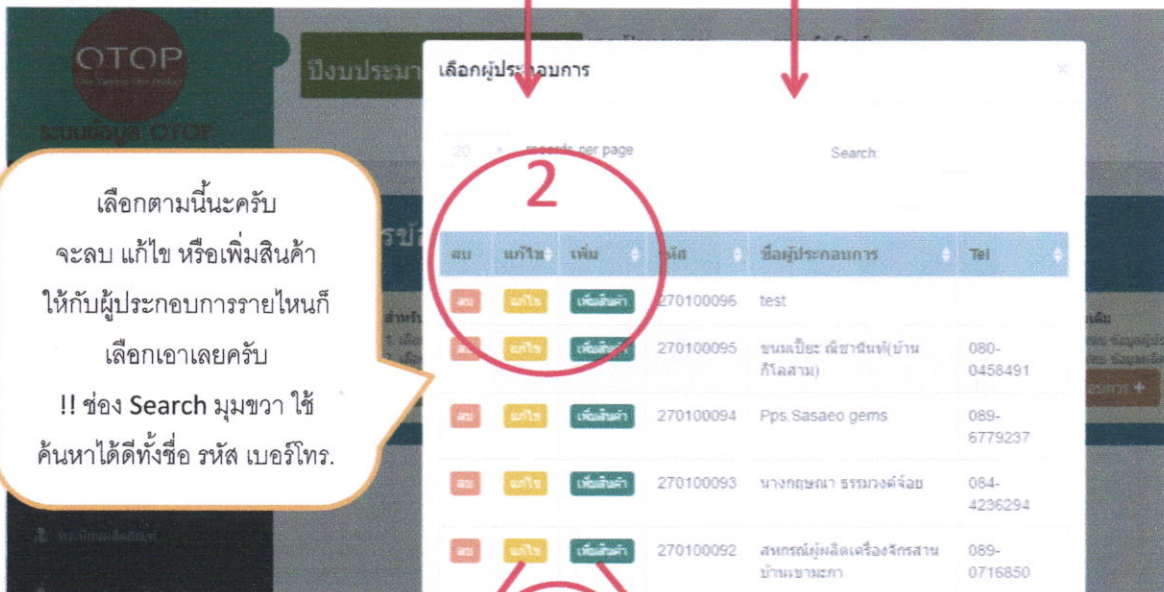 OTOP
ระบบข้อมูล OTOP
ปีงบประมา
เลือกผู้ประกอบการ
×
20 records per page
Search:
2
เลือกตามนี้นะครับ
จะลบ แก้ไข หรือเพิ่มสินค้า
ให้กับผู้ประกอบการรายไหนก็
เลือกเอาเลยครับ
!! ช่อง Search มุมขวา ใช้
ค้นหาได้ดีทั้งชื่อ รหัส เบอร์โทร.
ลบ แก้ไข เพิ่ม รหัส ชื่อผู้ประกอบการ Tel
ลบ แก้ไข เพิ่มสินค้า 270100096 test
ลบ แก้ไข เพิ่มสินค้า 270100095 ขนมเปี๊ยะ ณิชานันท์(บ้าน
กิโลสาม) 080-
0458491
ลบ แก้ไข เพิ่มสินค้า 270100094 Pps.Sasaeo gems 089-
6779237
ลบ แก้ไข เพิ่มสินค้า 270100093 นางกฤษณา ธรรมวงค์จ้อย 084-
4236294
ลบ แก้ไข เพิ่มสินค้า 270100092 สหกรณ์ผู้ผลิตเครื่องจักรสาน
บ้านเขามะกา 089-
0716850